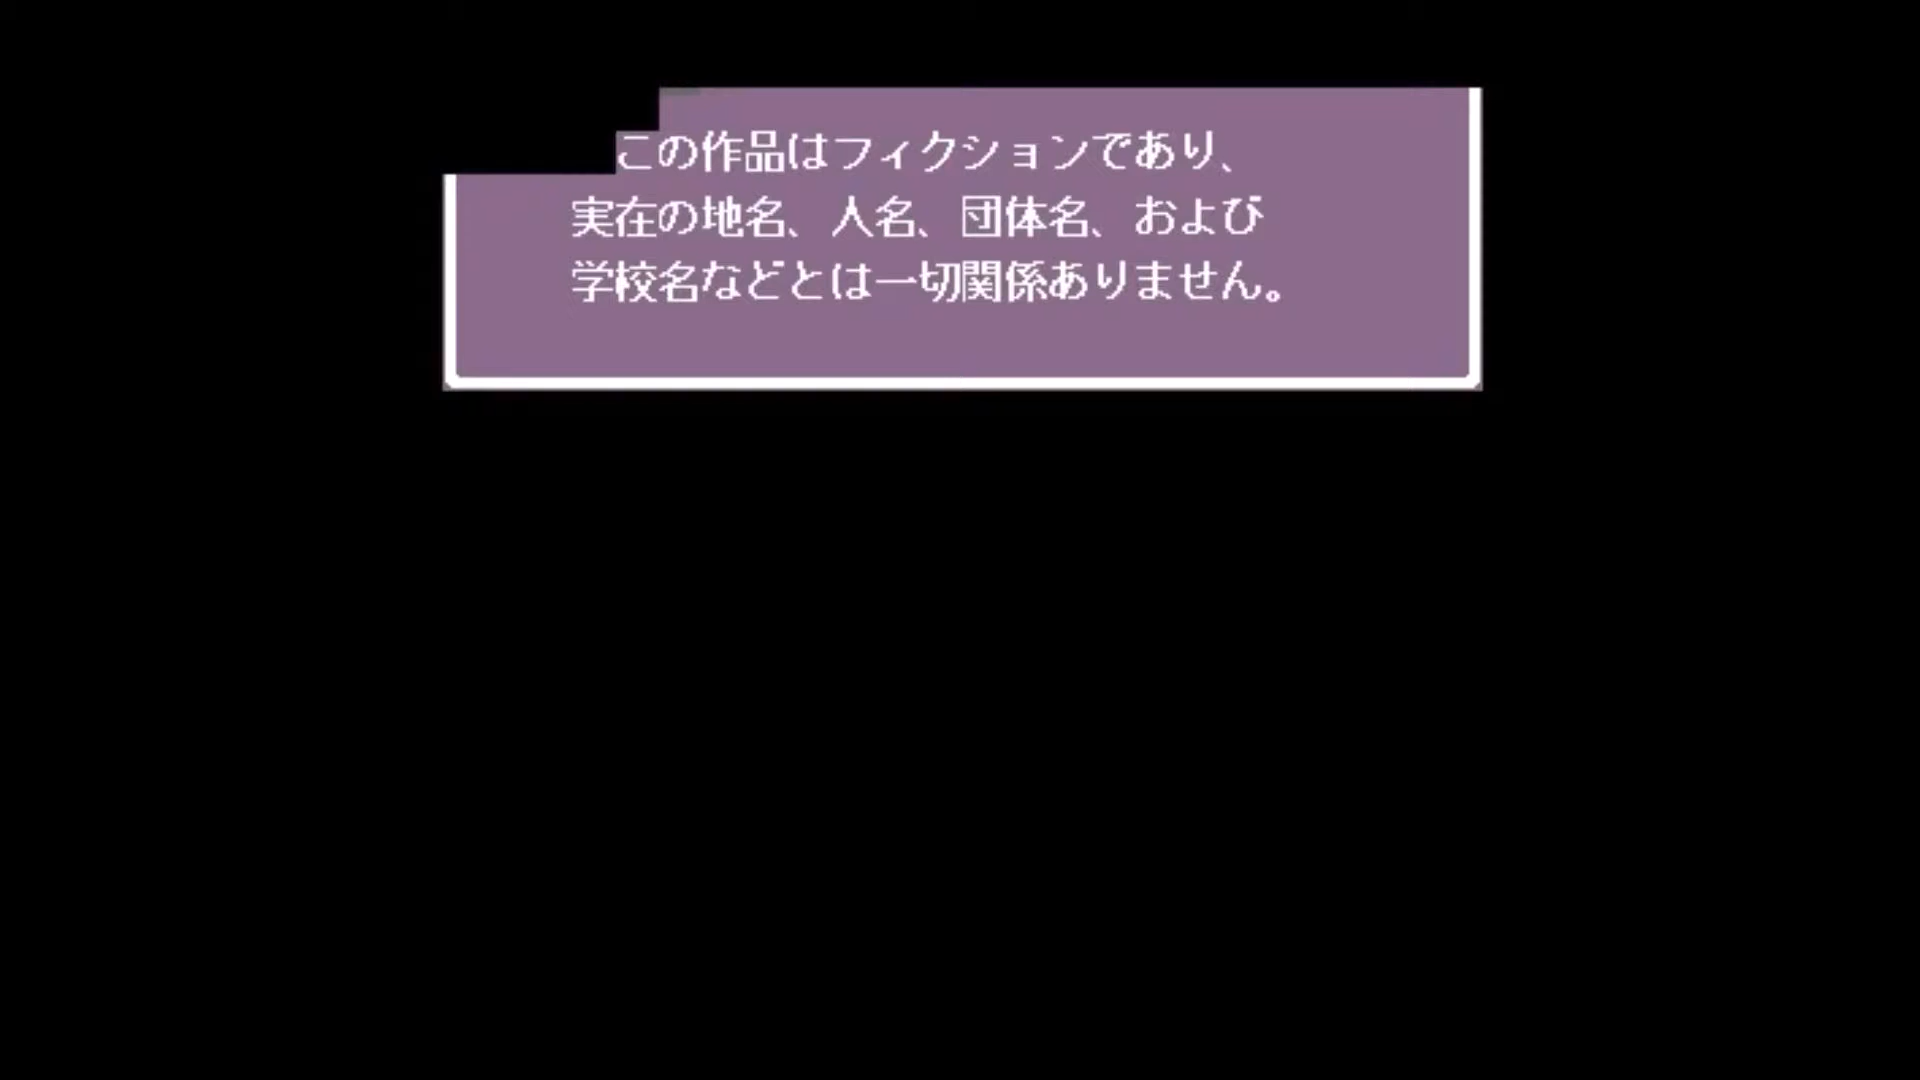 この作品はフィクションであり、
実在の地名、人名、団体名、および
学校名などとは一切関係ありません。